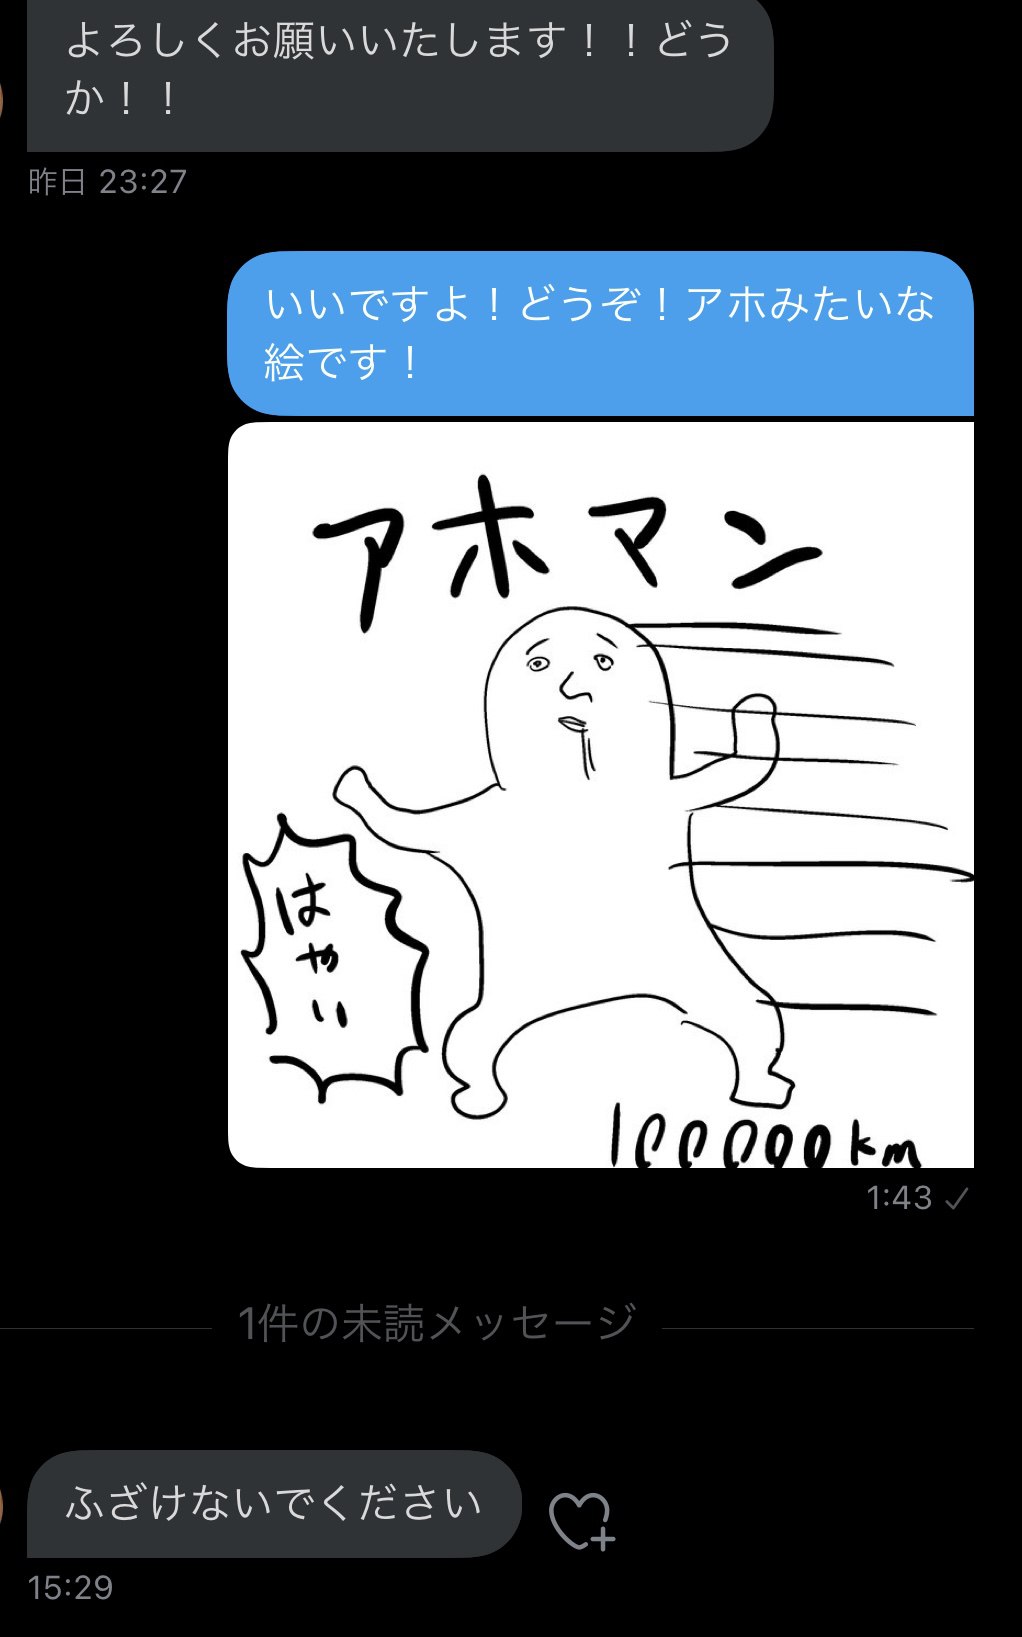 よろしくお願いいたします！！どう
か！！
昨日 23:27
いいですよ！どうぞ！アホみたいな
絵です！
アホマン
はやい
100000km
1:43
1件の未読メッセージ
ふざけないでください
15:29